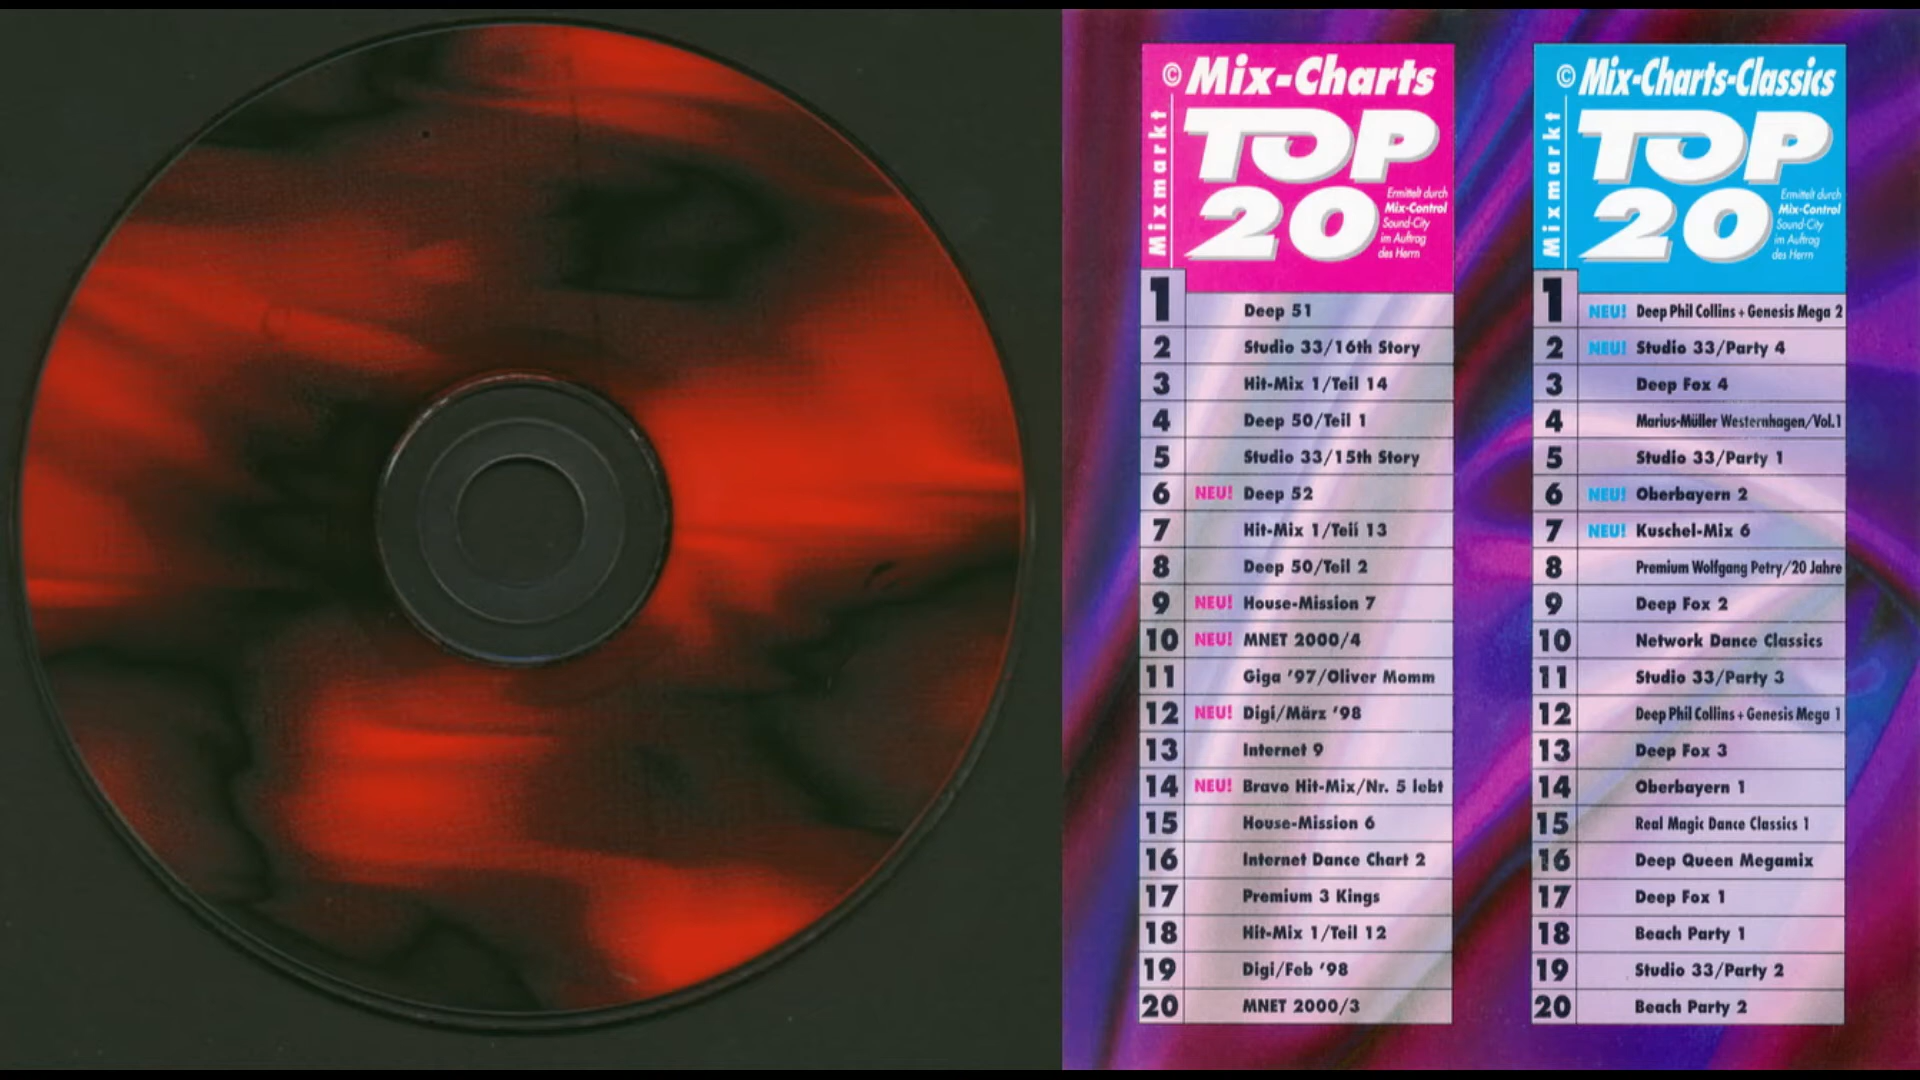 © Mix-Charts
Mixmarkt
TOP
20
Ermittelt durch
Mix-Control
Sound-City
im Auftrag
des Herrn
1 Deep 51
2 Studio 33/16th Story
3 Hit-Mix 1/Teil 14
4 Deep 50/Teil 1
5 Studio 33/15th Story
6 NEU! Deep 52
7 Hit-Mix 1/Teil 13
8 Deep 50/Teil 2
9 NEU! House-Mission 7
10 NEU! MNET 2000/4
11 Giga '97/Oliver Momm
12 NEU! Digi/März '98
13 Internet 9
14 NEU! Bravo Hit-Mix/Nr. 5 lebt
15 House-Mission 6
16 Internet Dance Chart 2
17 Premium 3 Kings
18 Hit-Mix 1/Teil 12
19 Digi/Feb '98
20 MNET 2000/3
© Mix-Charts-Classics
Mixmarkt
TOP
20
Ermittelt durch
Mix-Control
Sound-City
im Auftrag
des Herrn
1 NEU! Deep Phil Collins + Genesis Mega 2
2 NEU! Studio 33/Party 4
3 Deep Fox 4
4 Marius-Müller Westernhagen/Vol.1
5 Studio 33/Party 1
6 NEU! Oberbayern 2
7 NEU! Kuschel-Mix 6
8 Premium Wolfgang Petry/20 Jahre
9 Deep Fox 2
10 Network Dance Classics
11 Studio 33/Party 3
12 Deep Phil Collins + Genesis Mega 1
13 Deep Fox 3
14 Oberbayern 1
15 Real Magic Dance Classics 1
16 Deep Queen Megamix
17 Deep Fox 1
18 Beach Party 1
19 Studio 33/Party 2
20 Beach Party 2